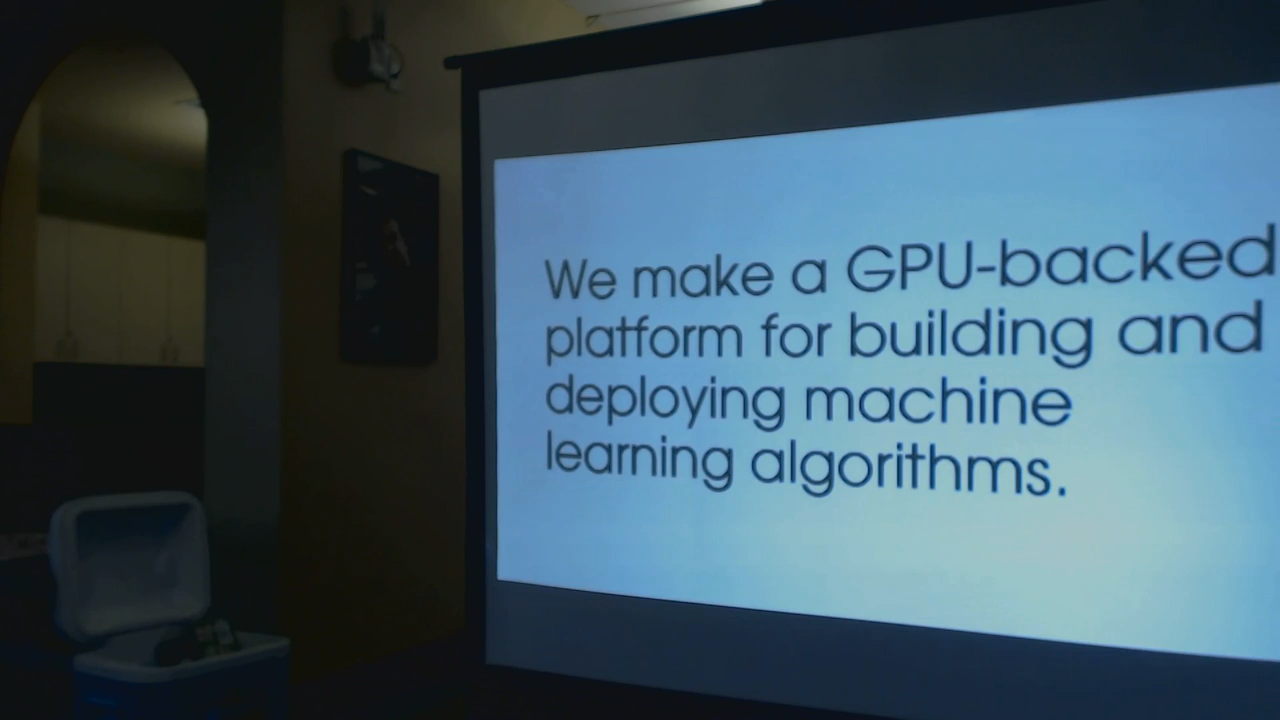 We make a GPU-backed
platform for building and
deploying machine
learning algorithms.